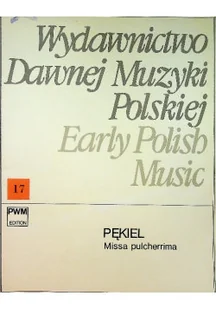 Wydawnictwo
Dawnej Muzyki
Polskiej
Early Polish
Music
17
PWM
EDITION
PĘKIEL
Missa pulcherrima